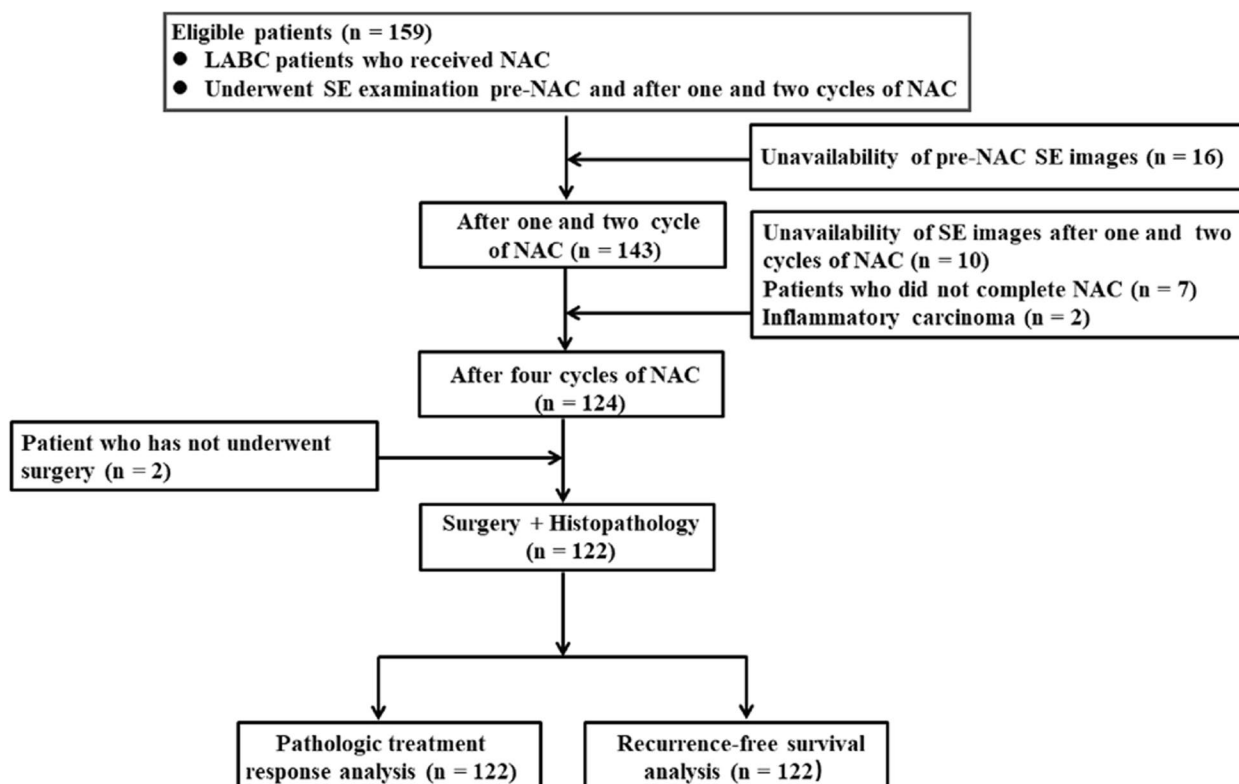 Eligible patients (n = 159)
● LABC patients who received NAC
● Underwent SE examination pre-NAC and after one and two cycles of NAC
Unavailability of pre-NAC SE images (n = 16)
After one and two cycle
of NAC (n = 143)
Unavailability of SE images after one and two
cycles of NAC (n = 10)
Patients who did not complete NAC (n = 7)
Inflammatory carcinoma (n = 2)
After four cycles of NAC
(n = 124)
Patient who has not underwent
surgery (n = 2)
Surgery + Histopathology
(n = 122)
Pathologic treatment
response analysis (n = 122)
Recurrence-free survival
analysis (n = 122)